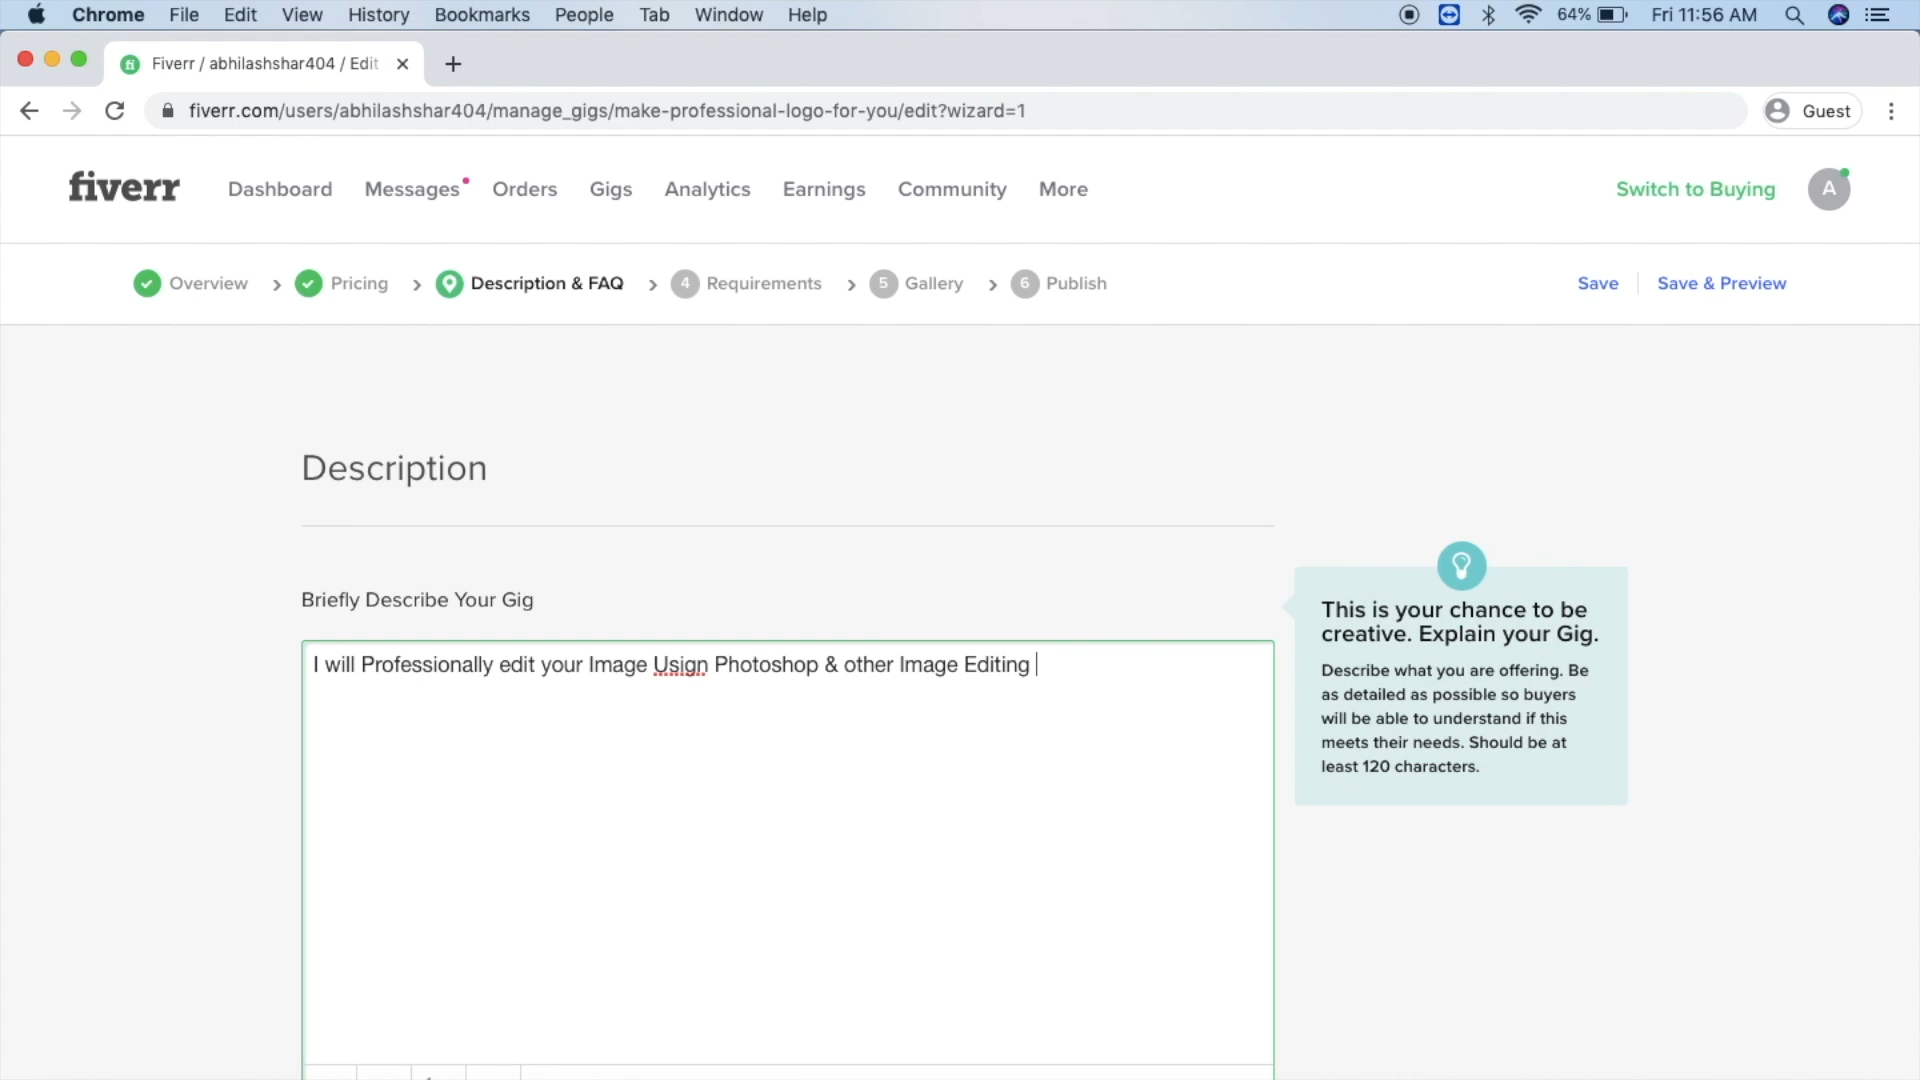 Chrome File Edit View History Bookmarks People Tab Window Help 64% Fri 11:56 AM
fi Fiverr / abhilashshar404 / Edit
fiverr.com/users/abhilashshar404/manage_gigs/make-professional-logo-for-you/edit?wizard=1 Guest
fiverr Dashboard Messages Orders Gigs Analytics Earnings Community More Switch to Buying A
Overview Pricing Description & FAQ 4 Requirements 5 Gallery 6 Publish Save Save & Preview
Description
Briefly Describe Your Gig
I will Professionally edit your Image Usign Photoshop & other Image Editing
This is your chance to be
creative. Explain your Gig.
Describe what you are offering. Be
as detailed as possible so buyers
will be able to understand if this
meets their needs. Should be at
least 120 characters.